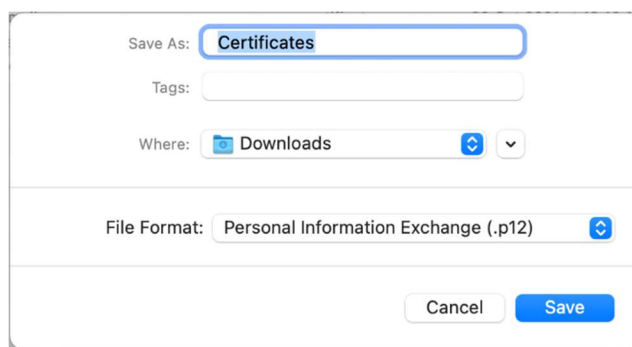 Save As: Certificates
Tags:
Where: Downloads
File Format: Personal Information Exchange (.p12)
Cancel Save